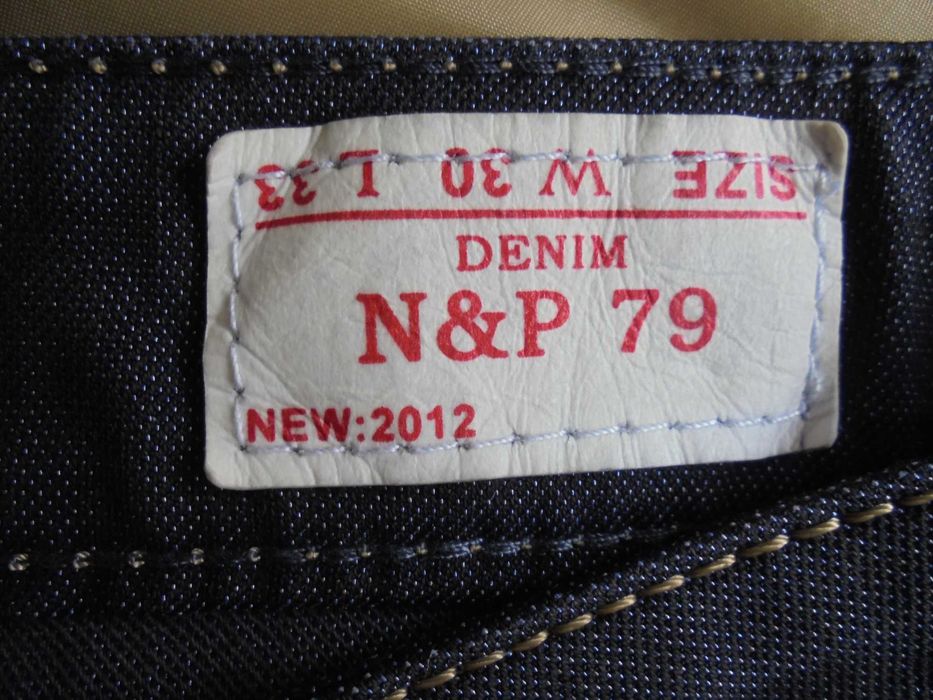 SIZE W 30 L 33
DENIM
N&P 79
NEW:2012